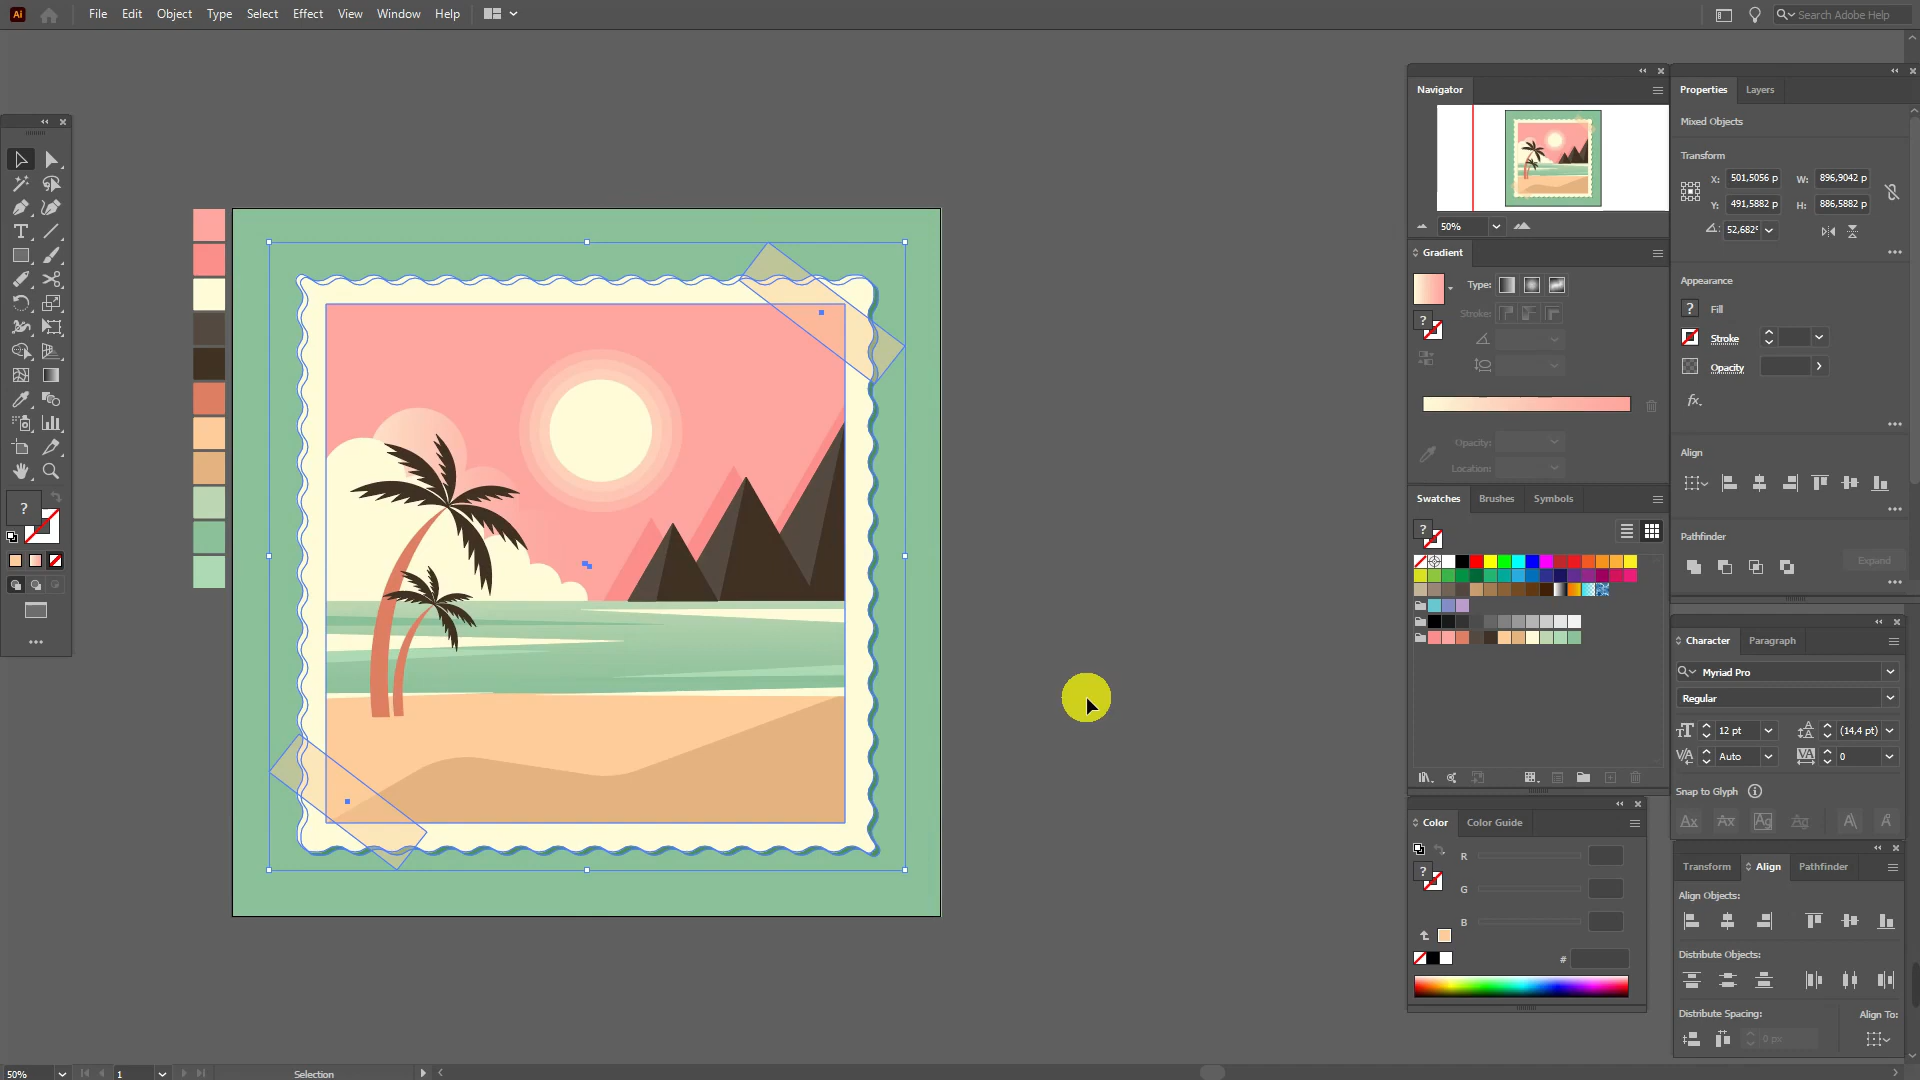 Ai File Edit Object Type Select Effect View Window Help
Search Adobe Help
Navigator
50%
Gradient
Type:
Stroke:
Opacity:
Location:
Swatches Brushes Symbols
Color Color Guide
R
G
B
#
Properties Layers
Mixed Objects
Transform
X: 501,5056 p W: 896,9042 p
Y: 491,5882 p H: 886,5882 p
52,682°
Appearance
Fill
Stroke
Opacity
fx.
Align
Pathfinder
Expand
Character Paragraph
Myriad Pro
Regular
12 pt (14,4 pt)
Auto 0
Snap to Glyph
Transform Align Pathfinder
Align Objects:
Distribute Objects:
Distribute Spacing: Align To:
0 px
50% 1 Selection